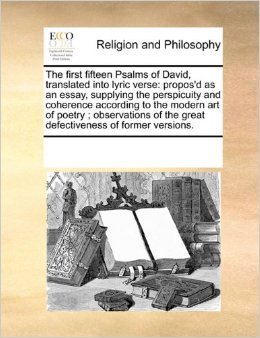 ECCO
Religion and Philosophy
The first fifteen Psalms of David,
translated into lyric verse: propos'd as
an essay, supplying the perspicuity and
coherence according to the modern art
of poetry ; observations of the great
defectiveness of former versions.